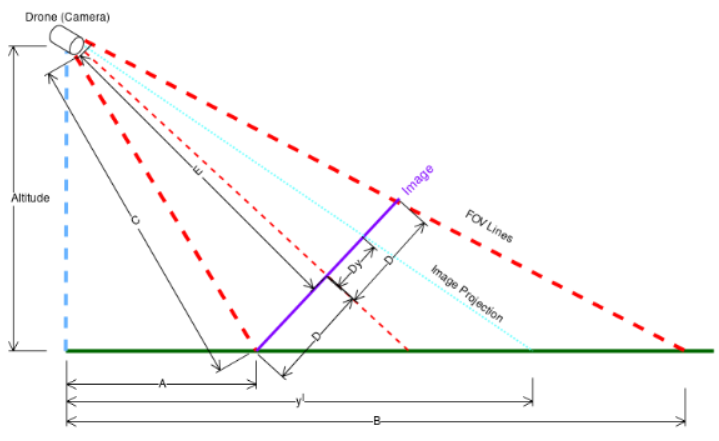 Drone (Camera)
Altitude
C
E
Image
FOV Lines
Image Projection
Dy
D
D
A
y'
B